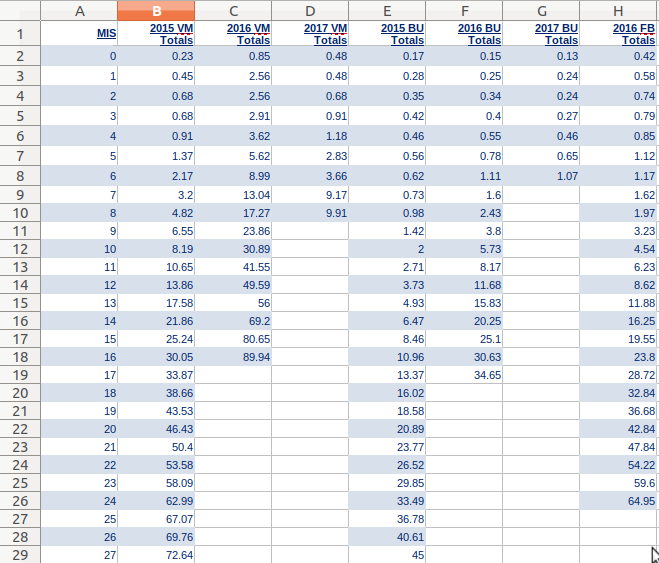 A B C D E F G H
1 MIS 2015 VM Totals 2016 VM Totals 2017 VM Totals 2015 BU Totals 2016 BU Totals 2017 BU Totals 2016 FB Totals
2 0 0.23 0.85 0.48 0.17 0.15 0.13 0.42
3 1 0.45 2.56 0.48 0.28 0.25 0.24 0.58
4 2 0.68 2.56 0.68 0.35 0.34 0.24 0.74
5 3 0.68 2.91 0.91 0.42 0.4 0.27 0.79
6 4 0.91 3.62 1.18 0.46 0.55 0.46 0.85
7 5 1.37 5.62 2.83 0.56 0.78 0.65 1.12
8 6 2.17 8.99 3.66 0.62 1.11 1.07 1.17
9 7 3.2 13.04 9.17 0.73 1.6 1.62
10 8 4.82 17.27 9.91 0.98 2.43 1.97
11 9 6.55 23.86 1.42 3.8 3.23
12 10 8.19 30.89 2 5.73 4.54
13 11 10.65 41.55 2.71 8.17 6.23
14 12 13.86 49.59 3.73 11.68 8.62
15 13 17.58 56 4.93 15.83 11.88
16 14 21.86 69.2 6.47 20.25 16.25
17 15 25.24 80.65 8.46 25.1 19.55
18 16 30.05 89.94 10.96 30.63 23.8
19 17 33.87 13.37 34.65 28.72
20 18 38.66 16.02 32.84
21 19 43.53 18.58 36.68
22 20 46.43 20.89 42.84
23 21 50.4 23.77 47.84
24 22 53.58 26.52 54.22
25 23 58.09 29.85 59.6
26 24 62.99 33.49 64.95
27 25 67.07 36.78
28 26 69.76 40.61
29 27 72.64 45